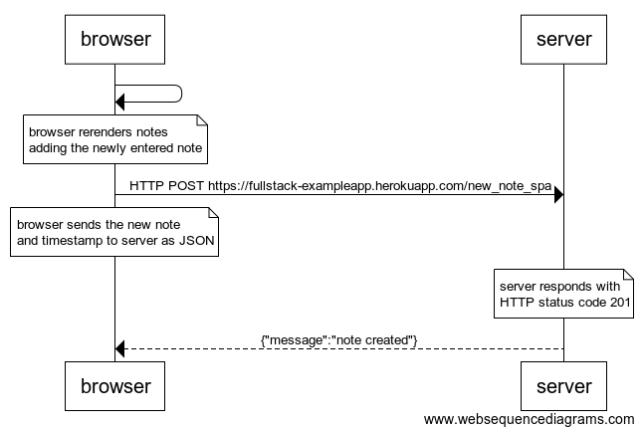 browser
server
browser rerenders notes
adding the newly entered note
HTTP POST https://fullstack-exampleapp.herokuapp.com/new_note_spa
browser sends the new note
and timestamp to server as JSON
server responds with
HTTP status code 201
{"message":"note created"}
browser
server
www.websequencediagrams.com